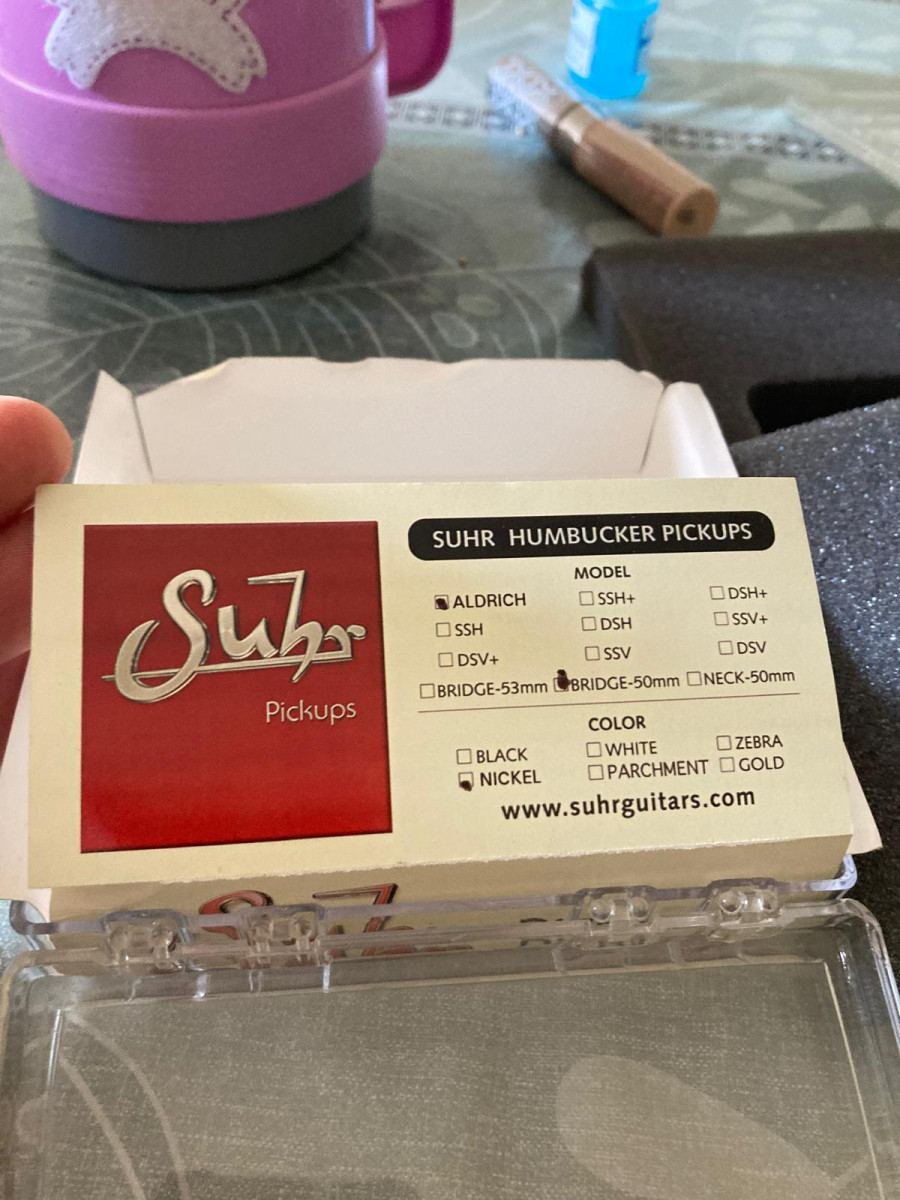 Suhr
Pickups
SUHR HUMBUCKER PICKUPS
MODEL
ALDRICH SSH+ DSH+
SSH DSH SSV+
DSV+ SSV DSV
BRIDGE-53mm BRIDGE-50mm NECK-50mm
COLOR
BLACK WHITE ZEBRA
NICKEL PARCHMENT GOLD
www.suhrguitars.com